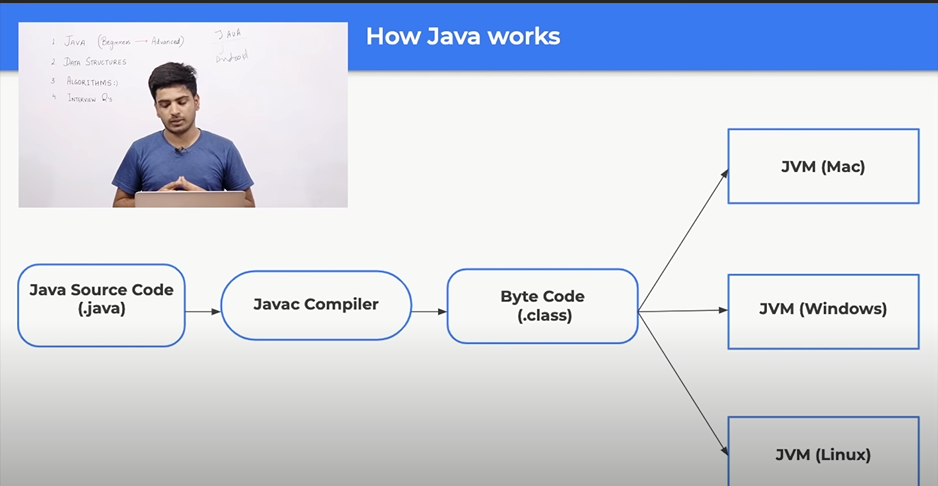 How Java works
1 JAVA (Beginner → Advanced)
JAVA
2 DATA STRUCTURES
3 ALGORITHMS
4 INTERVIEW Q's
JVM (Mac)
Java Source Code
(.java)
Javac Compiler
Byte Code
(.class)
JVM (Windows)
JVM (Linux)